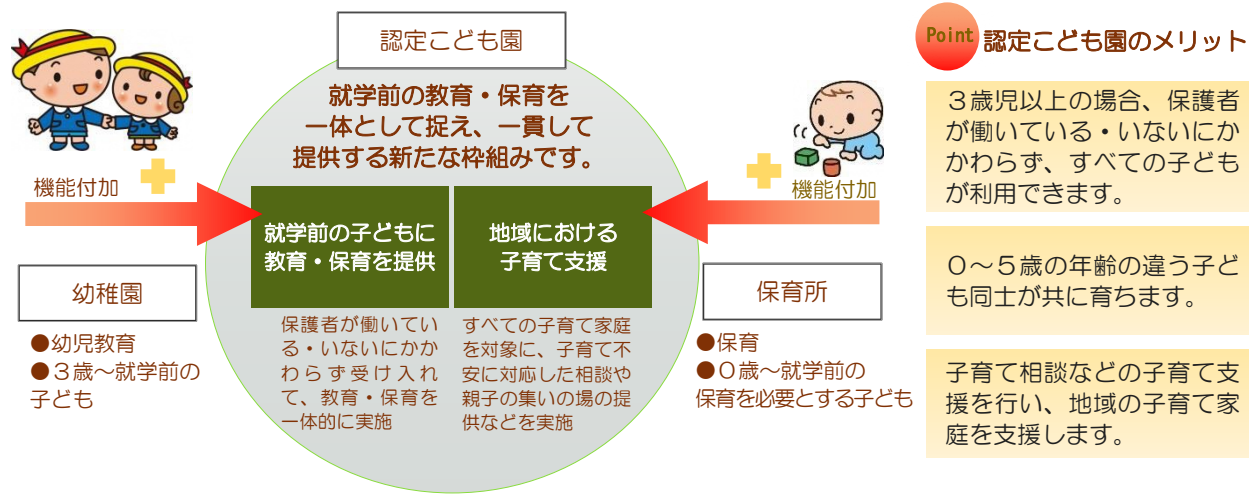 認定こども園
就学前の教育・保育を
一体として捉え、一貫して
提供する新たな枠組みです。
機能付加
機能付加
就学前の子どもに
教育・保育を提供
地域における
子育て支援
幼稚園
●幼児教育
●３歳～就学前の
子ども
保護者が働いてい
る・いないにかか
わらず受け入れ
て、教育・保育を
一体的に実施
すべての子育て家庭
を対象に、子育て不
安に対応した相談や
親子の集いの場の提
供などを実施
保育所
●保育
●０歳～就学前の
保育を必要とする子ども
Point 認定こども園のメリット
３歳児以上の場合、保護者
が働いている・いないにか
かわらず、すべての子ども
が利用できます。
０～５歳の年齢の違う子ど
も同士が共に育ちます。
子育て相談などの子育て支
援を行い、地域の子育て家
庭を支援します。